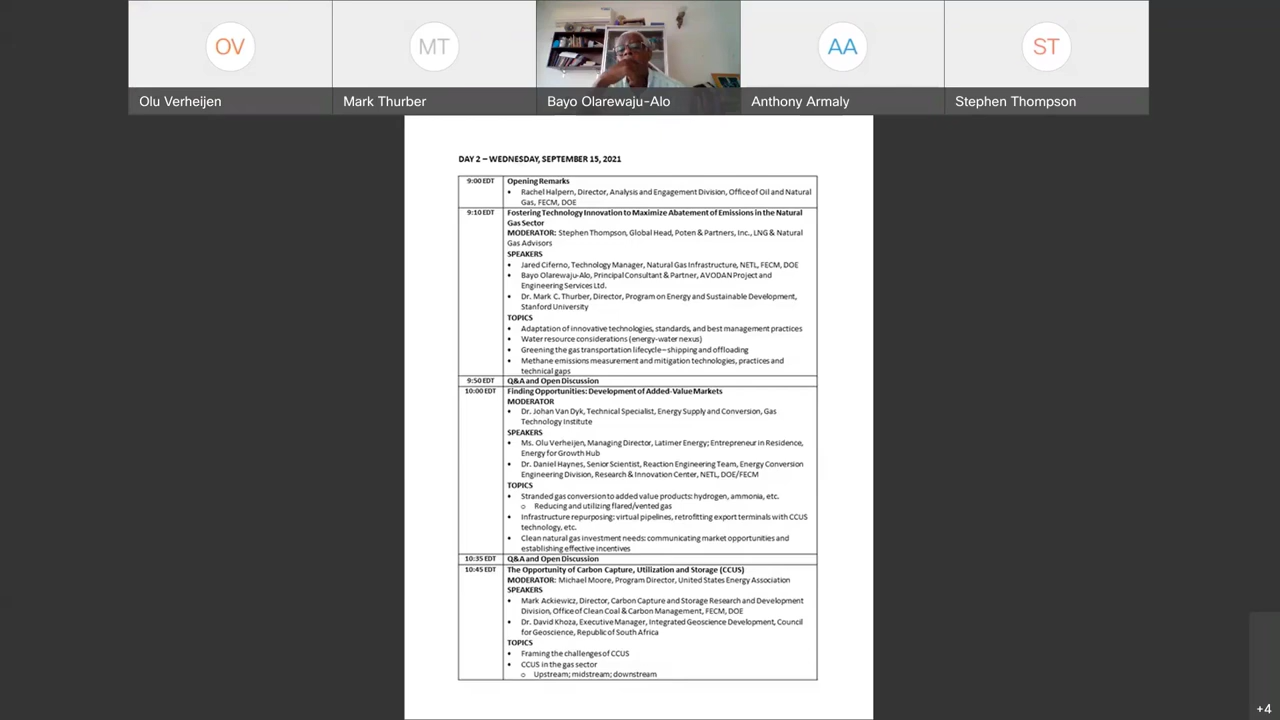 OV
MT
AA
ST
Olu Verheijen
Mark Thurber
Bayo Olarewaju-Alo
Anthony Armaly
Stephen Thompson
DAY 2 – WEDNESDAY, SEPTEMBER 15, 2021
9:00 EDT
Opening Remarks
• Rachel Halpern, Director, Analysis and Engagement Division, Office of Oil and Natural
Gas, FECM, DOE
9:10 EDT
Fostering Technology Innovation to Maximize Abatement of Emissions in the Natural
Gas Sector
MODERATOR: Stephen Thompson, Global Head, Poten & Partners, Inc., LNG & Natural
Gas Advisors
SPEAKERS
• Jared Ciferno, Technology Manager, Natural Gas Infrastructure, NETL, FECM, DOE
• Bayo Olarewaju-Alo, Principal Consultant & Partner, AVODAN Project and
Engineering Services Ltd.
• Dr. Mark C. Thurber, Director, Program on Energy and Sustainable Development,
Stanford University
TOPICS
• Adaptation of innovative technologies, standards, and best management practices
• Water resource considerations (energy-water nexus)
• Greening the gas transportation lifecycle – shipping and offloading
• Methane emissions measurement and mitigation technologies, practices and
technical gaps
9:50 EDT
Q&A and Open Discussion
10:00 EDT
Finding Opportunities: Development of Added-Value Markets
MODERATOR
• Dr. Johan Van Dyk, Technical Specialist, Energy Supply and Conversion, Gas
Technology Institute
SPEAKERS
• Ms. Olu Verheijen, Managing Director, Latimer Energy; Entrepreneur in Residence,
Energy for Growth Hub
• Dr. Daniel Haynes, Senior Scientist, Reaction Engineering Team, Energy Conversion
Engineering Division, Research & Innovation Center, NETL, DOE/FECM
TOPICS
• Stranded gas conversion to added value products: hydrogen, ammonia, etc.
o Reducing and utilizing flared/vented gas
• Infrastructure repurposing: virtual pipelines, retrofitting export terminals with CCUS
technology, etc.
• Clean natural gas investment needs: communicating market opportunities and
establishing effective incentives
10:35 EDT
Q&A and Open Discussion
10:45 EDT
The Opportunity of Carbon Capture, Utilization and Storage (CCUS)
MODERATOR: Michael Moore, Program Director, United States Energy Association
SPEAKERS
• Mark Ackiewicz, Director, Carbon Capture and Storage Research and Development
Division, Office of Clean Coal & Carbon Management, FECM, DOE
• Dr. David Khoza, Executive Manager, Integrated Geoscience Development, Council
for Geoscience, Republic of South Africa
TOPICS
• Framing the challenges of CCUS
• CCUS in the gas sector
o Upstream; midstream; downstream
+4